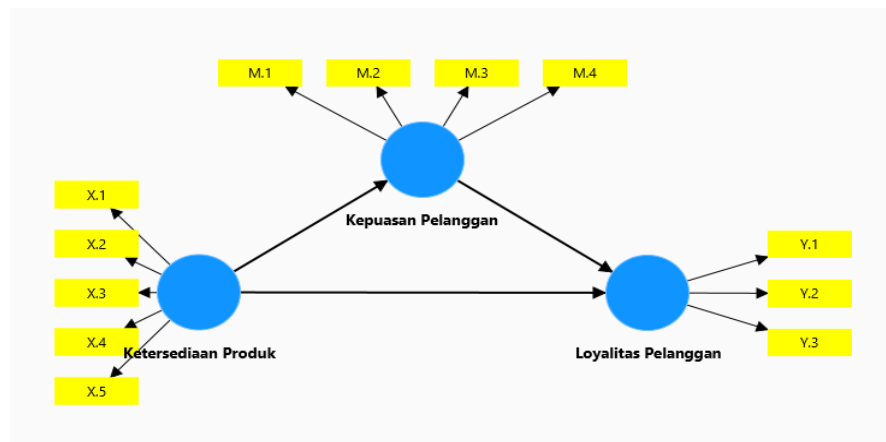 M.1
M.2
M.3
M.4
X.1
X.2
X.3
X.4
X.5
Kepuasan Pelanggan
Ketersediaan Produk
Y.1
Y.2
Y.3
Loyalitas Pelanggan